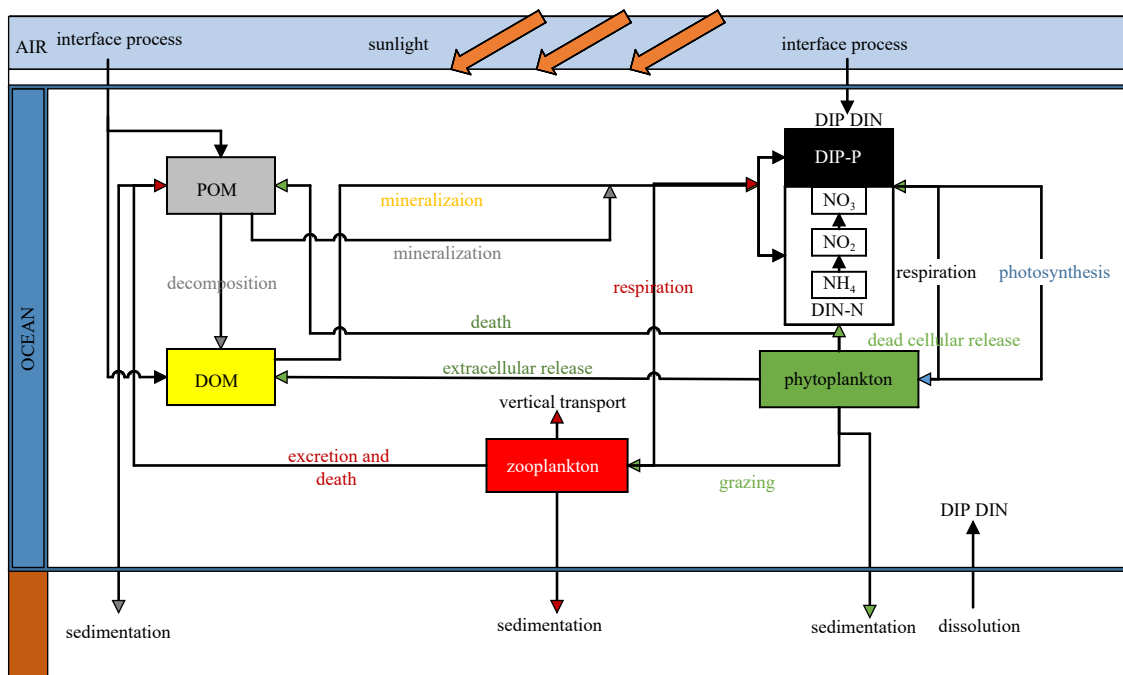 AIR
interface process
sunlight
interface process
OCEAN
DIP DIN
DIP-P
POM
mineralizaion
NO3
mineralization
NO2
decomposition
respiration
respiration
photosynthesis
NH4
DIN-N
death
dead cellular release
extracellular release
DOM
phytoplankton
vertical transport
excretion and
death
zooplankton
grazing
DIP DIN
sedimentation
sedimentation
sedimentation
dissolution